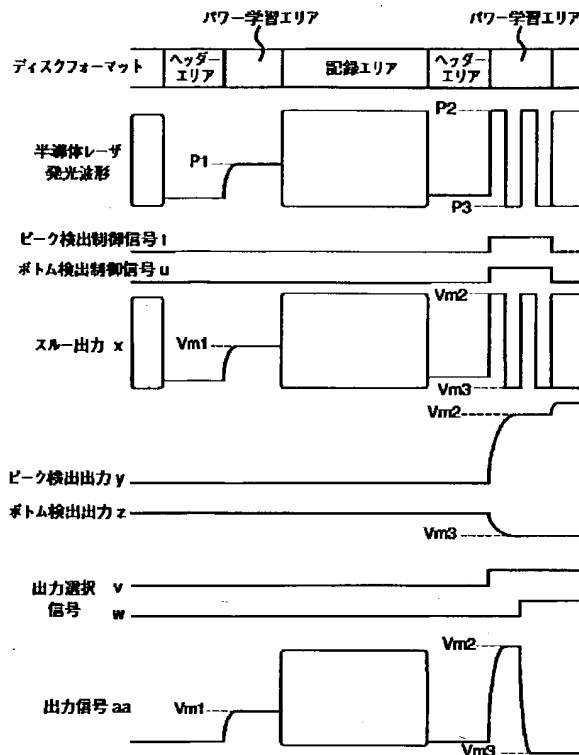 パワー学習エリア パワー学習エリア
ディスクフォーマット ヘッダーエリア 記録エリア ヘッダーエリア
P2
半導体レーザ P1
発光波形
P3
ピーク検出制御信号 t
ボトム検出制御信号 u
Vm2
スルー出力 x Vm1
Vm3
Vm2
ピーク検出出力 y
ボトム検出出力 z
Vm3
出力選択 v
信号 w
Vm2
出力信号 aa Vm1
Vm3